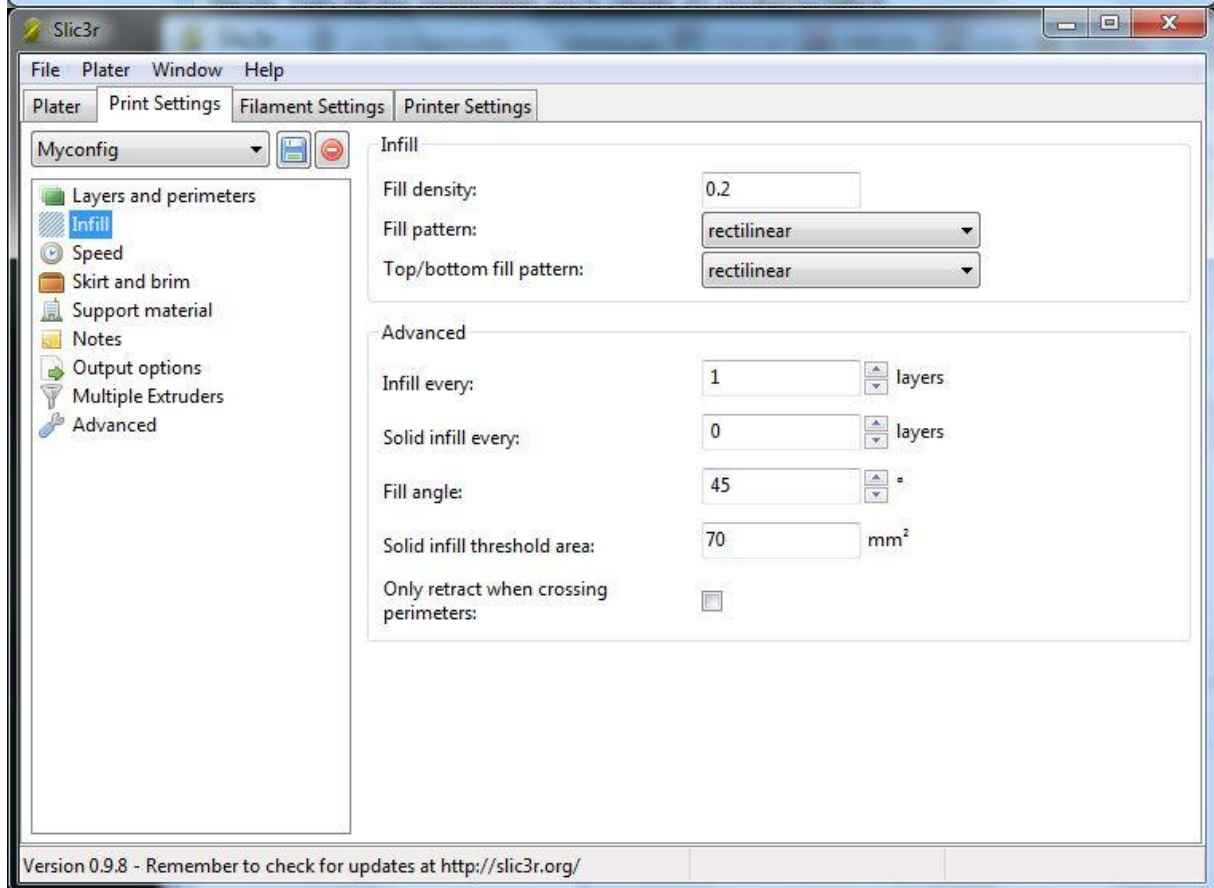 Slic3r
File Plater Window Help
Plater Print Settings Filament Settings Printer Settings
Myconfig
Layers and perimeters
Infill
Speed
Skirt and brim
Support material
Notes
Output options
Multiple Extruders
Advanced
Infill
Fill density: 0.2
Fill pattern: rectilinear
Top/bottom fill pattern: rectilinear
Advanced
Infill every: 1 layers
Solid infill every: 0 layers
Fill angle: 45 °
Solid infill threshold area: 70 mm²
Only retract when crossing
perimeters:
Version 0.9.8 - Remember to check for updates at http://slic3r.org/